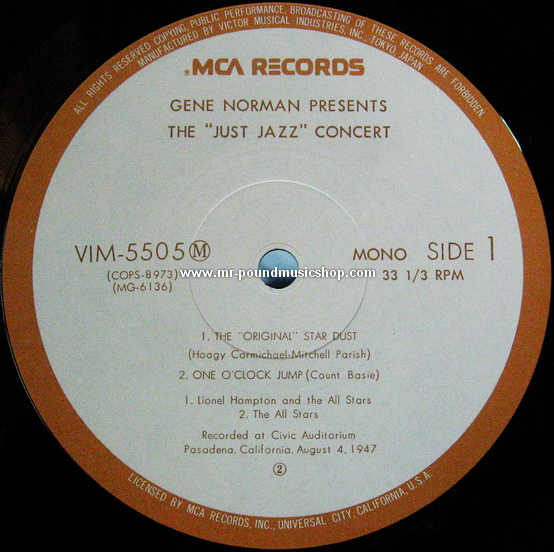 ALL RIGHTS RESERVED COPYING PUBLIC PERFORMANCE, BROADCASTING OF THESE RECORDS ARE FORBIDDEN
MANUFACTURED BY VICTOR MUSICAL INDUSTRIES, INC., TOKYO JAPAN
®MCA RECORDS
GENE NORMAN PRESENTS
THE "JUST JAZZ" CONCERT
VIM-5505 Ⓜ MONO SIDE 1
(COPS-8973) www.mr-poundmusicshop.com 33 1/3 RPM
(MG-6136)
1. THE "ORIGINAL" STAR DUST
(Hoagy Carmichael-Mitchell Parish)
2. ONE O'CLOCK JUMP (Count Basie)
1. Lionel Hampton and the All Stars
2. The All Stars
Recorded at Civic Auditorium
Pasadena, California, August 4, 1947
②
LICENSED BY MCA RECORDS, INC., UNIVERSAL CITY, CALIFORNIA, U.S.A.